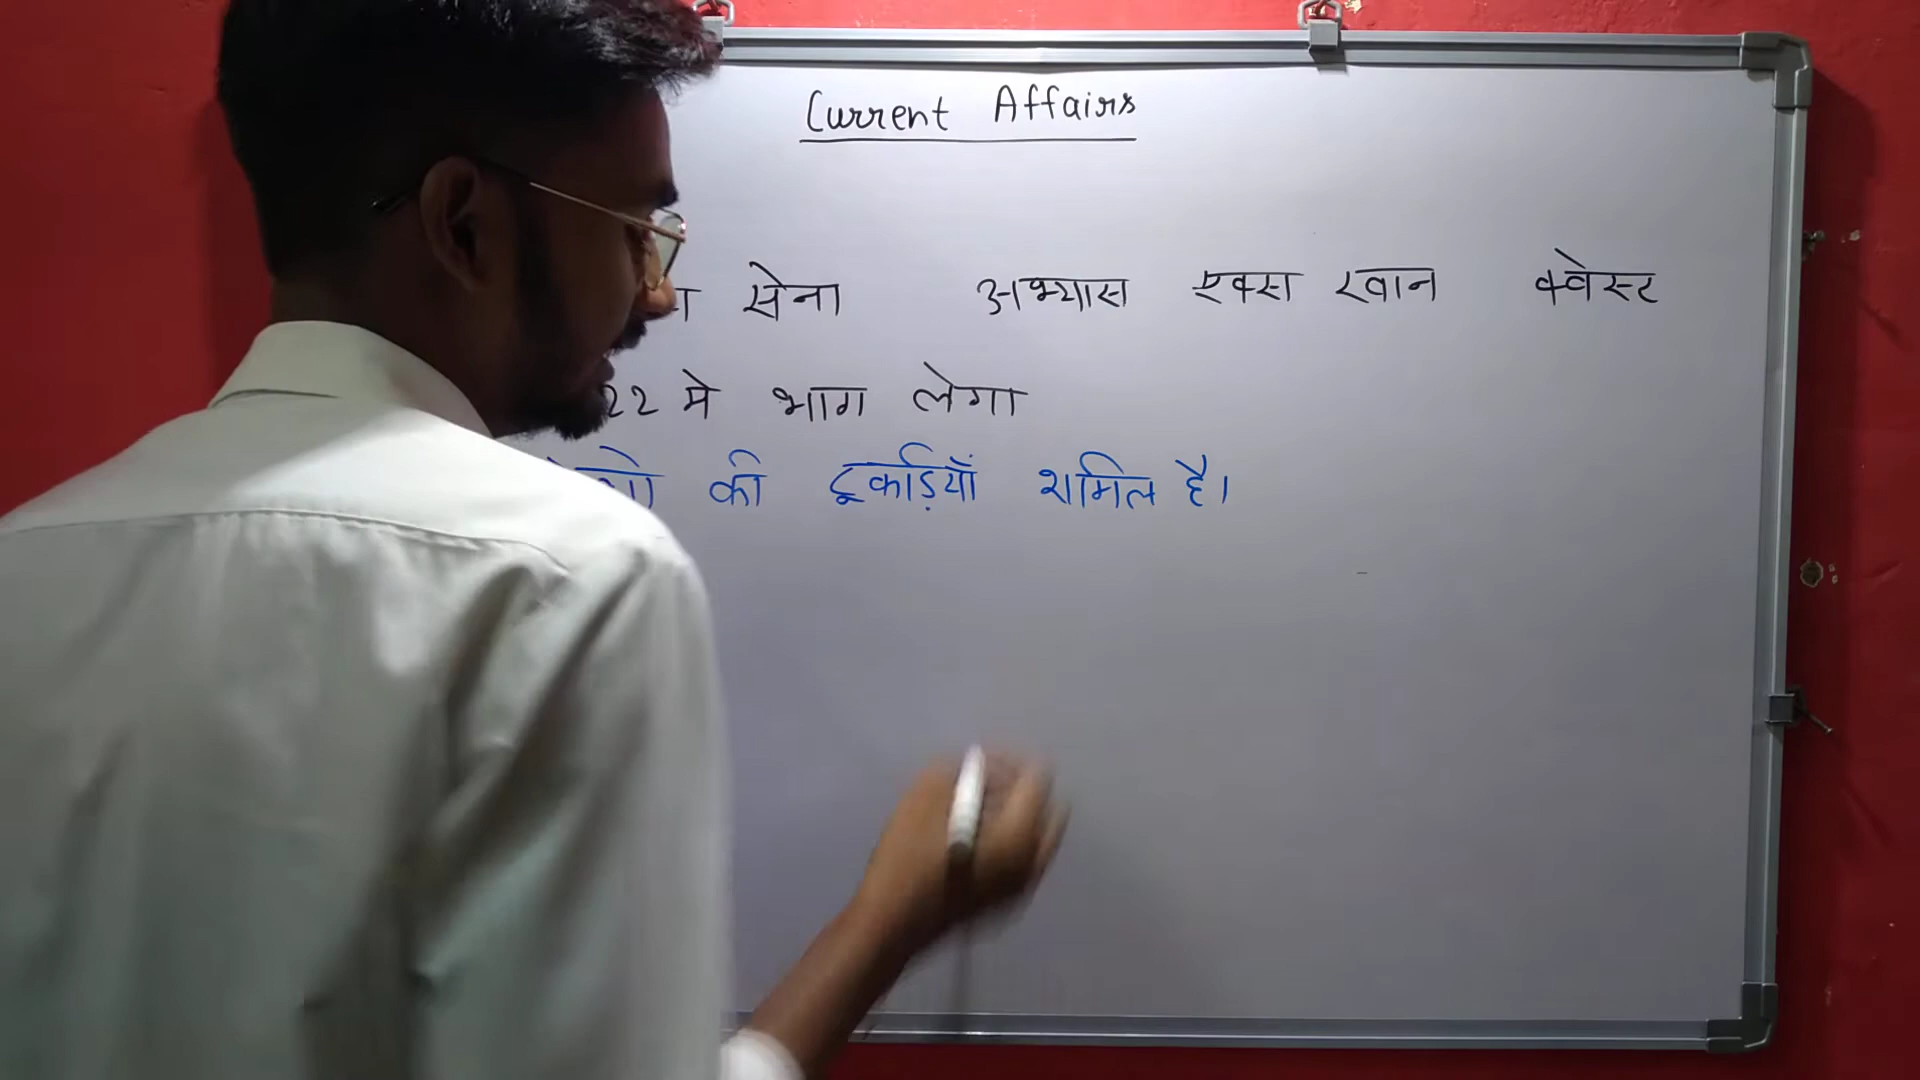 Current Affairs
सेना अभ्यास एक्स खान क्वेस्ट
22 मे भाग लेगा
की टूकड़ियाँ शमिल है।